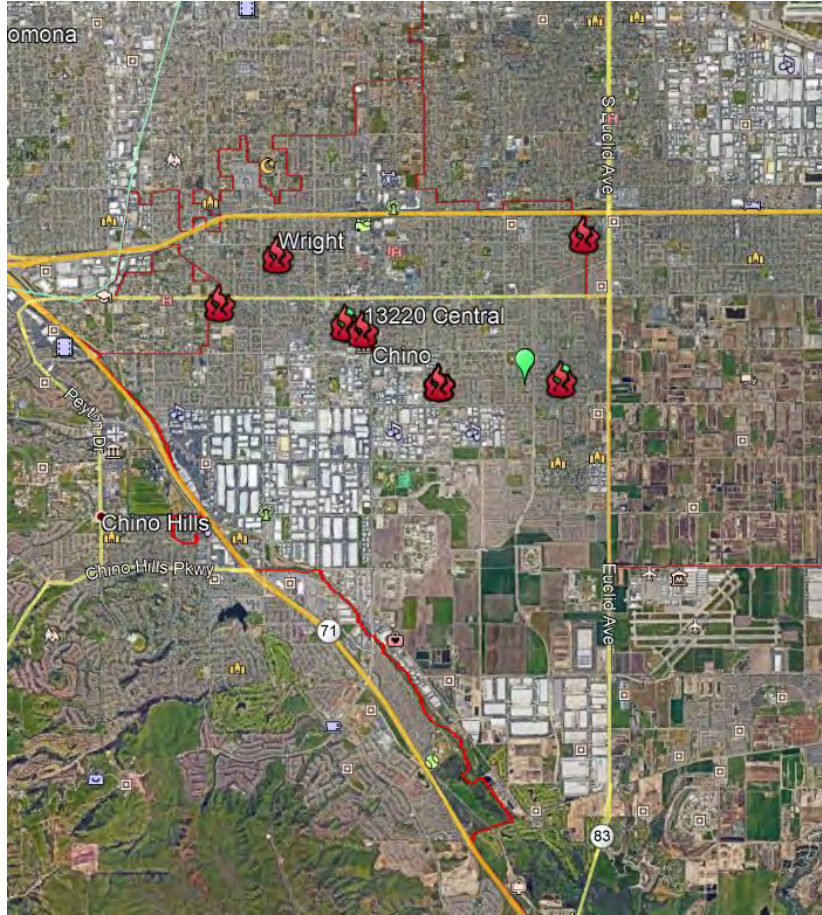 omona
S Euclid Ave
Wright
13220 Central
Chino
Peyton Dr
Chino Hills
Chino Hills Pkwy
Euclid Ave
71
83